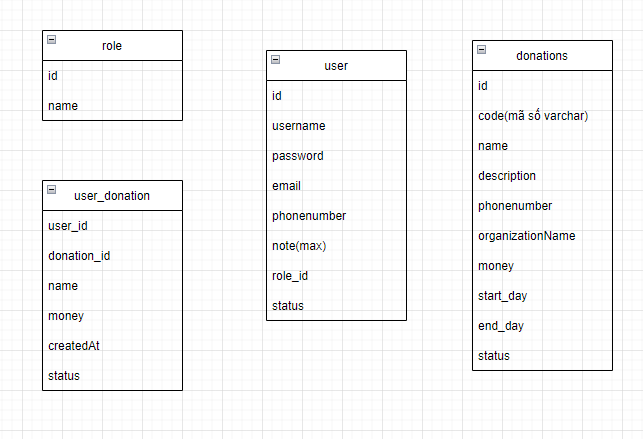 role
id
name
user_donation
user_id
donation_id
name
money
createdAt
status
user
id
username
password
email
phonenumber
note(max)
role_id
status
donations
id
code(mã số varchar)
name
description
phonenumber
organizationName
money
start_day
end_day
status